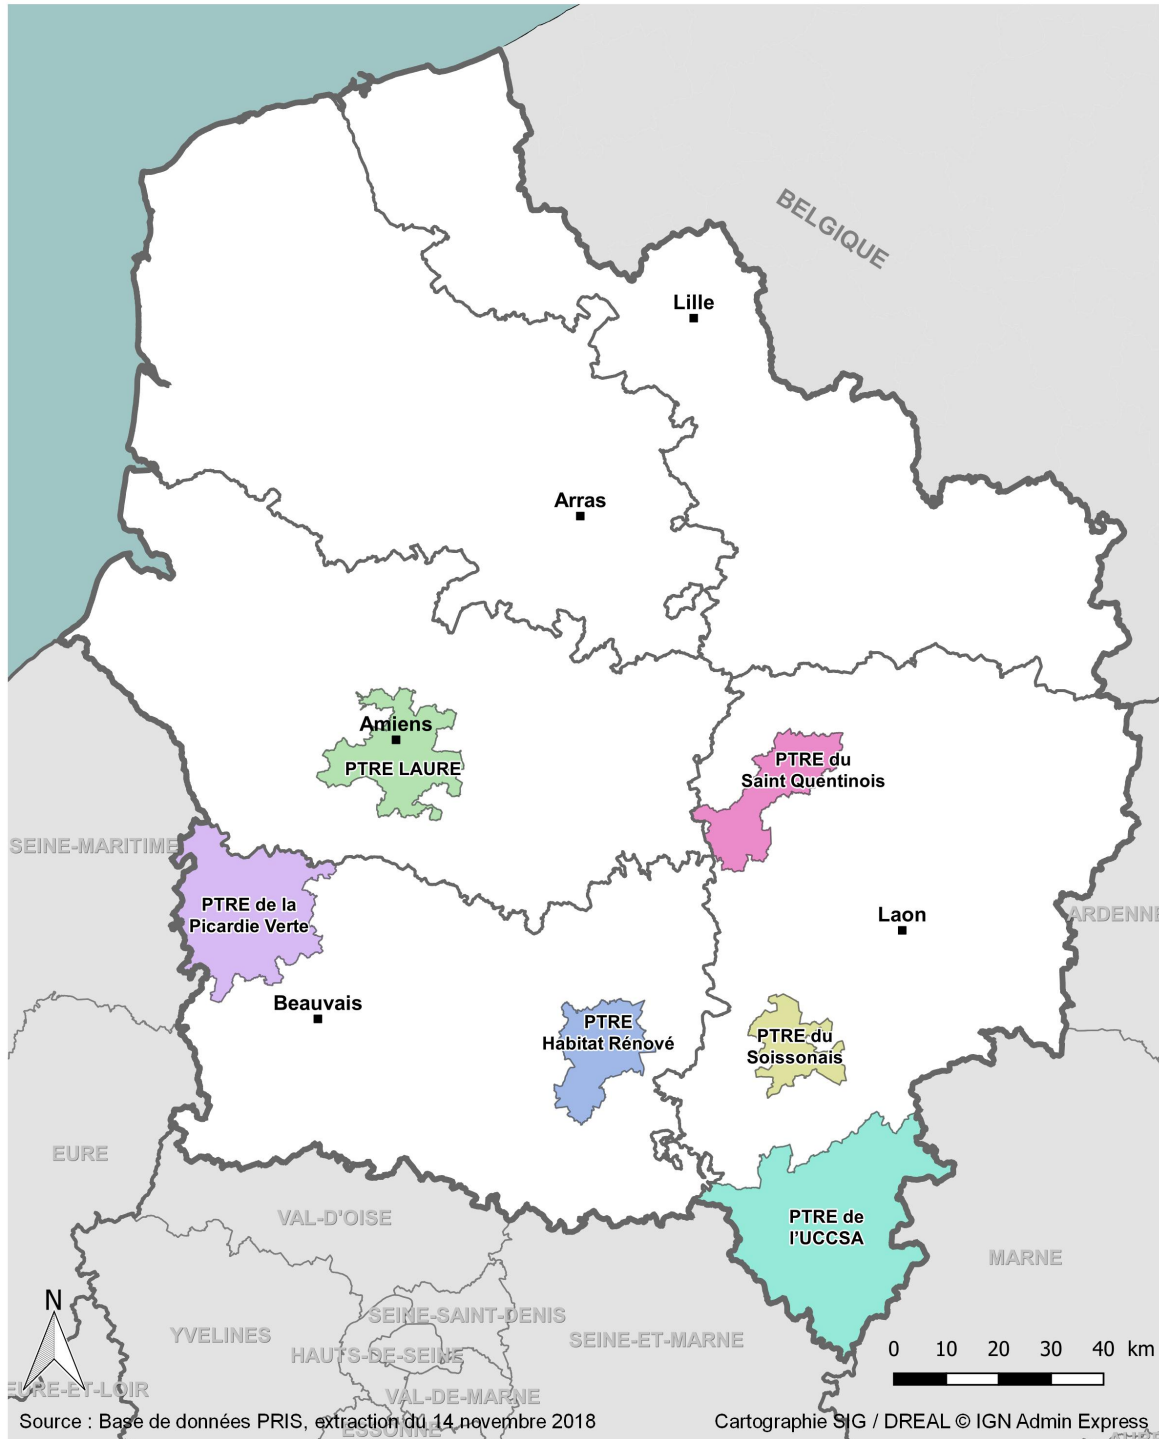 BELGIQUE
Lille
Arras
Amiens
PTRE LAURE
PTRE du
Saint Quentinois
SEINE-MARITIME
PTRE de la
Picardie Verte
Laon
ARDENNE
Beauvais
PTRE
Habitat Rénové
PTRE du
Soissonais
EURE
VAL-D'OISE
PTRE de
l'UCCSA
MARNE
N
SEINE-SAINT-DENIS
YVELINES
SEINE-ET-MARNE
HAUTS-DE-SEINE
0 10 20 30 40 km
EURE-ET-LOIR
VAL-DE-MARNE
Source : Base de données PRIS, extraction du 14 novembre 2018
Cartographie SIG / DREAL © IGN Admin Express
ESSONNE